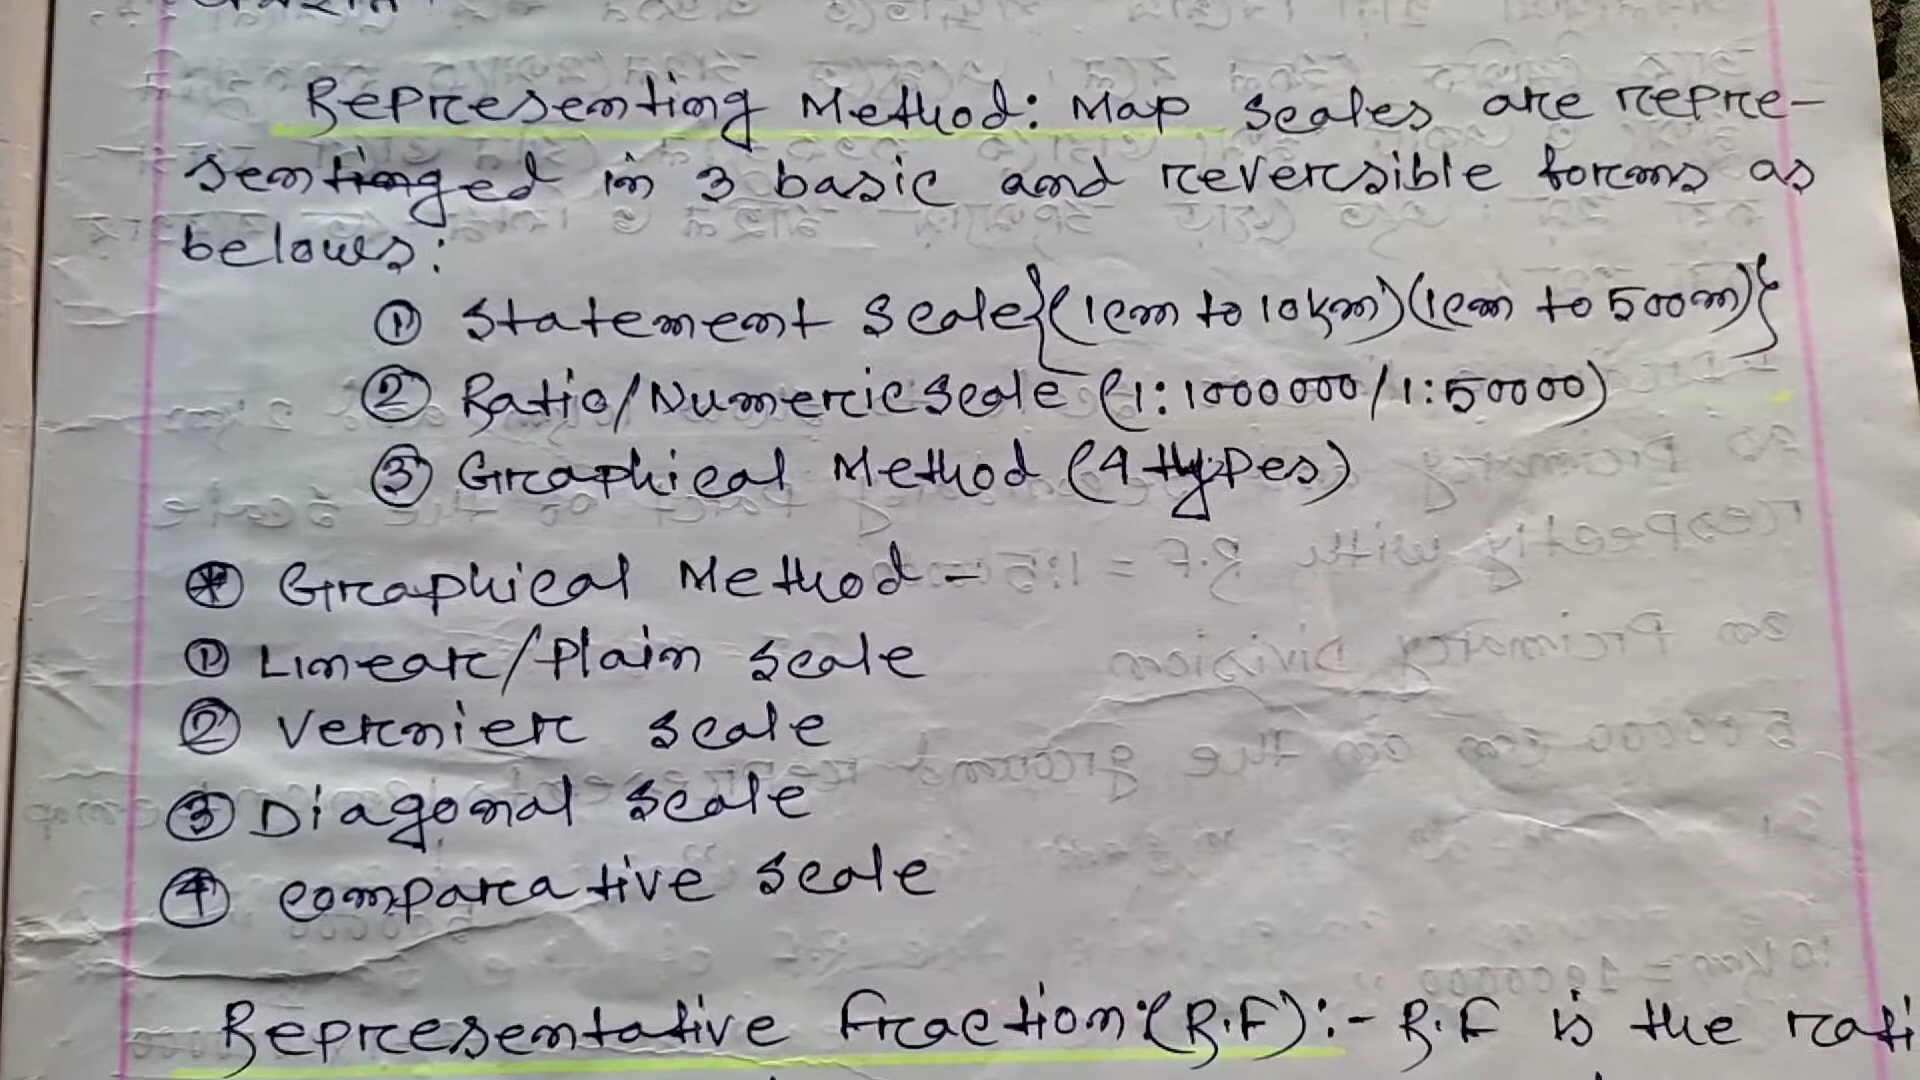 Representing Method: Map scales are repre-
sentinged in 3 basic and reversible forms as
belows:
① Statement Scale{(1cm to 10km)(1cm to 500m)}
② Ratio/Numeric scale (1:1000000/1:50000)
③ Graphical Method (4 types)
⊛ Graphical Method -
① Linear/Plain scale
② Vernier scale
③ Diagonal scale
④ comparative scale
Representative Fraction:(R.F):- R.F is the rati